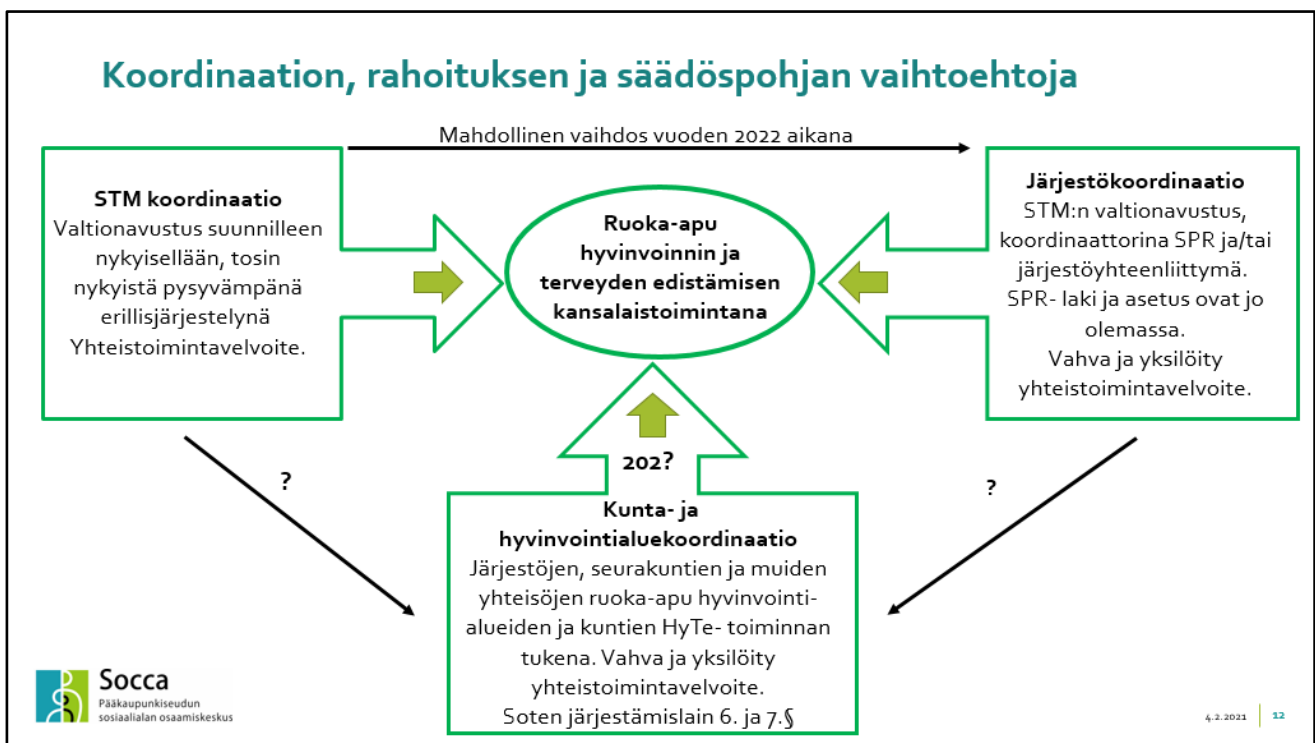 Koordinaation, rahoituksen ja säädöspohjan vaihtoehtoja
Mahdollinen vaihdos vuoden 2022 aikana
STM koordinaatio
Valtionavustus suunnilleen
nykyisellään, tosin
nykyistä pysyvämpänä
erillisjärjestelynä
Yhteistoimintavelvoite.
Ruoka-apu
hyvinvoinnin ja
terveyden edistämisen
kansalaistoimintana
Järjestökoordinaatio
STM:n valtionavustus,
koordinaattorina SPR ja/tai
järjestöyhteenliittymä.
SPR- laki ja asetus ovat jo
olemassa.
Vahva ja yksilöity
yhteistoimintavelvoite.
?
202?
?
Kunta- ja
hyvinvointialuekoordinaatio
Järjestöjen, seurakuntien ja muiden
yhteisöjen ruoka-apu hyvinvointi-
alueiden ja kuntien HyTe- toiminnan
tukena. Vahva ja yksilöity
yhteistoimintavelvoite.
Soten järjestämislain 6. ja 7.§
Socca
Pääkaupunkiseudun
sosiaalialan osaamiskeskus
4.2.2021
12